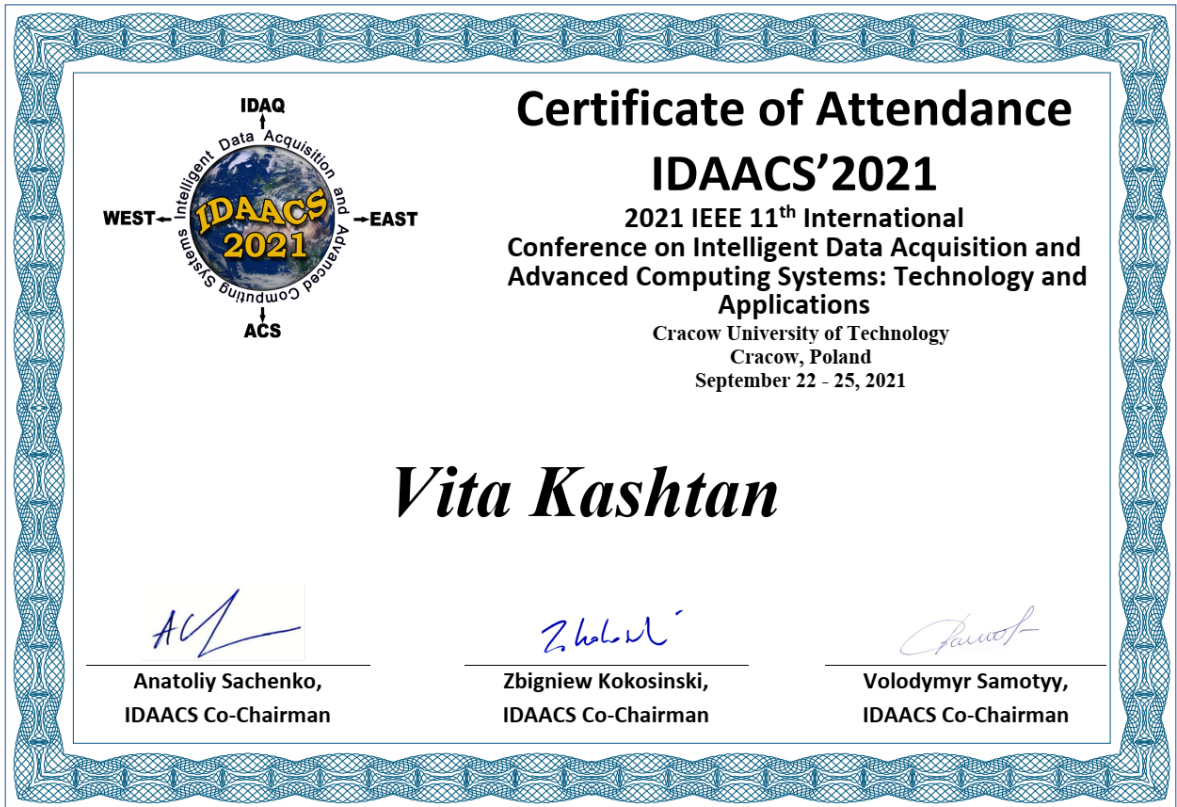 IDAQ
Intelligent Data Acquisition and Advanced Computing Systems
WEST
EAST
IDAACS
2021
ACS
Certificate of Attendance
IDAACS’2021
2021 IEEE 11th International
Conference on Intelligent Data Acquisition and
Advanced Computing Systems: Technology and
Applications
Cracow University of Technology
Cracow, Poland
September 22 - 25, 2021
Vita Kashtan
Anatoliy Sachenko,
IDAACS Co-Chairman
Zbigniew Kokosinski,
IDAACS Co-Chairman
Volodymyr Samotyy,
IDAACS Co-Chairman